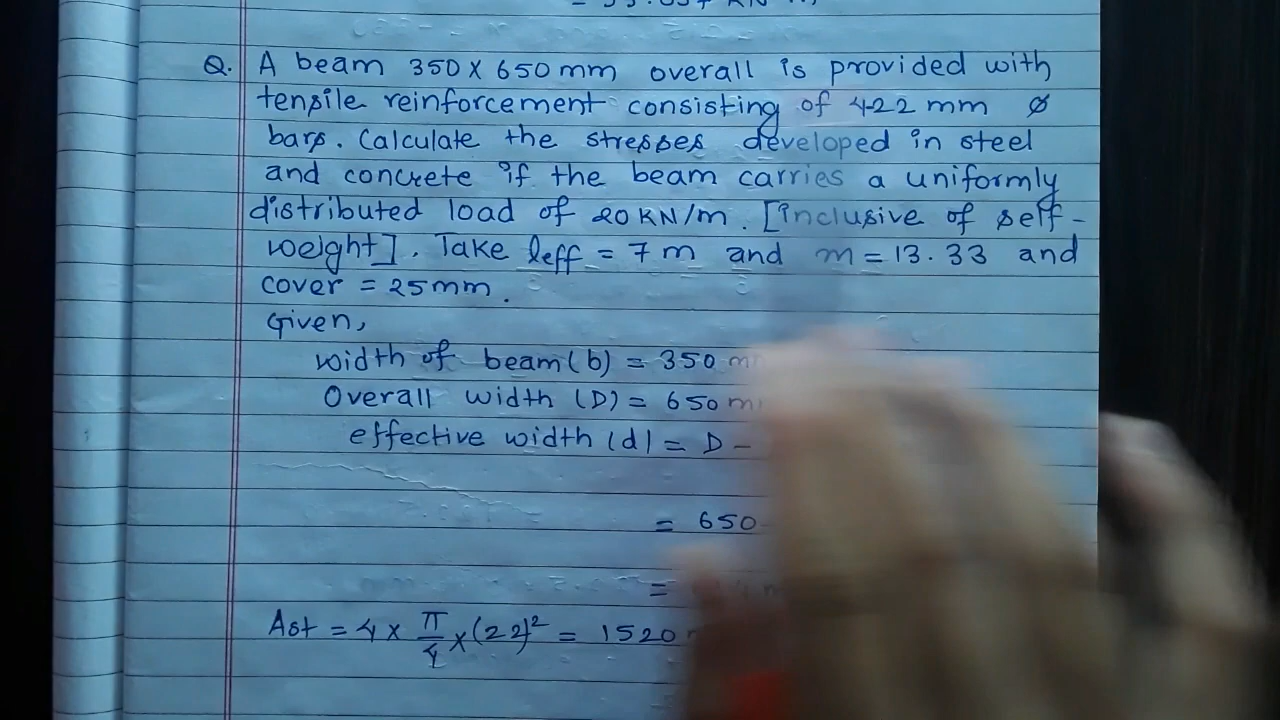 Q. A beam 350 x 650 mm overall is provided with
tensile reinforcement consisting of 4-22 mm ø
bars. Calculate the stresses developed in steel
and concrete if the beam carries a uniformly
distributed load of 20 KN/m. [inclusive of self-
weight]. Take leff = 7 m and m = 13.33 and
cover = 25 mm.
Given,
width of beam (b) = 350
Overall width (D) = 650
effective width (d) = D -
= 650
=
Ast = 4 x π/4 x (22)² = 1520